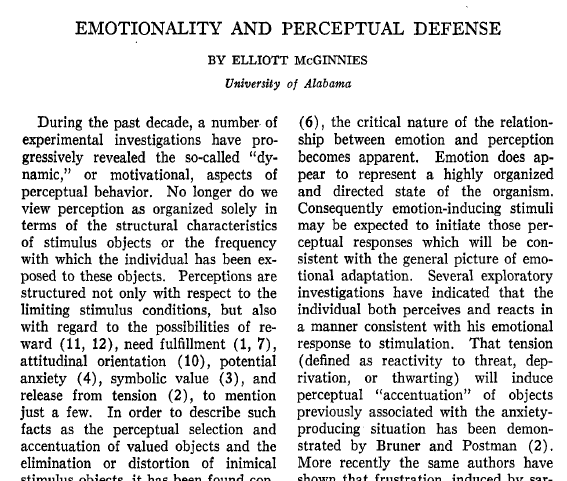 EMOTIONALITY AND PERCEPTUAL DEFENSE
BY ELLIOTT McGINNIES
University of Alabama
During the past decade, a number of
experimental investigations have pro-
gressively revealed the so-called "dy-
namic," or motivational, aspects of
perceptual behavior. No longer do we
view perception as organized solely in
terms of the structural characteristics
of stimulus objects or the frequency
with which the individual has been ex-
posed to these objects. Perceptions are
structured not only with respect to the
limiting stimulus conditions, but also
with regard to the possibilities of re-
ward (11, 12), need fulfillment (1, 7),
attitudinal orientation (10), potential
anxiety (4), symbolic value (3), and
release from tension (2), to mention
just a few. In order to describe such
facts as the perceptual selection and
accentuation of valued objects and the
elimination or distortion of inimical
stimulus objects, it has been found con-
(6), the critical nature of the relation-
ship between emotion and perception
becomes apparent. Emotion does ap-
pear to represent a highly organized
and directed state of the organism.
Consequently emotion-inducing stimuli
may be expected to initiate those per-
ceptual responses which will be con-
sistent with the general picture of emo-
tional adaptation. Several exploratory
investigations have indicated that the
individual both perceives and reacts in
a manner consistent with his emotional
response to stimulation. That tension
(defined as reactivity to threat, dep-
rivation, or thwarting) will induce
perceptual "accentuation" of objects
previously associated with the anxiety-
producing situation has been demon-
strated by Bruner and Postman (2).
More recently the same authors have
shown that frustration, induced by sar-